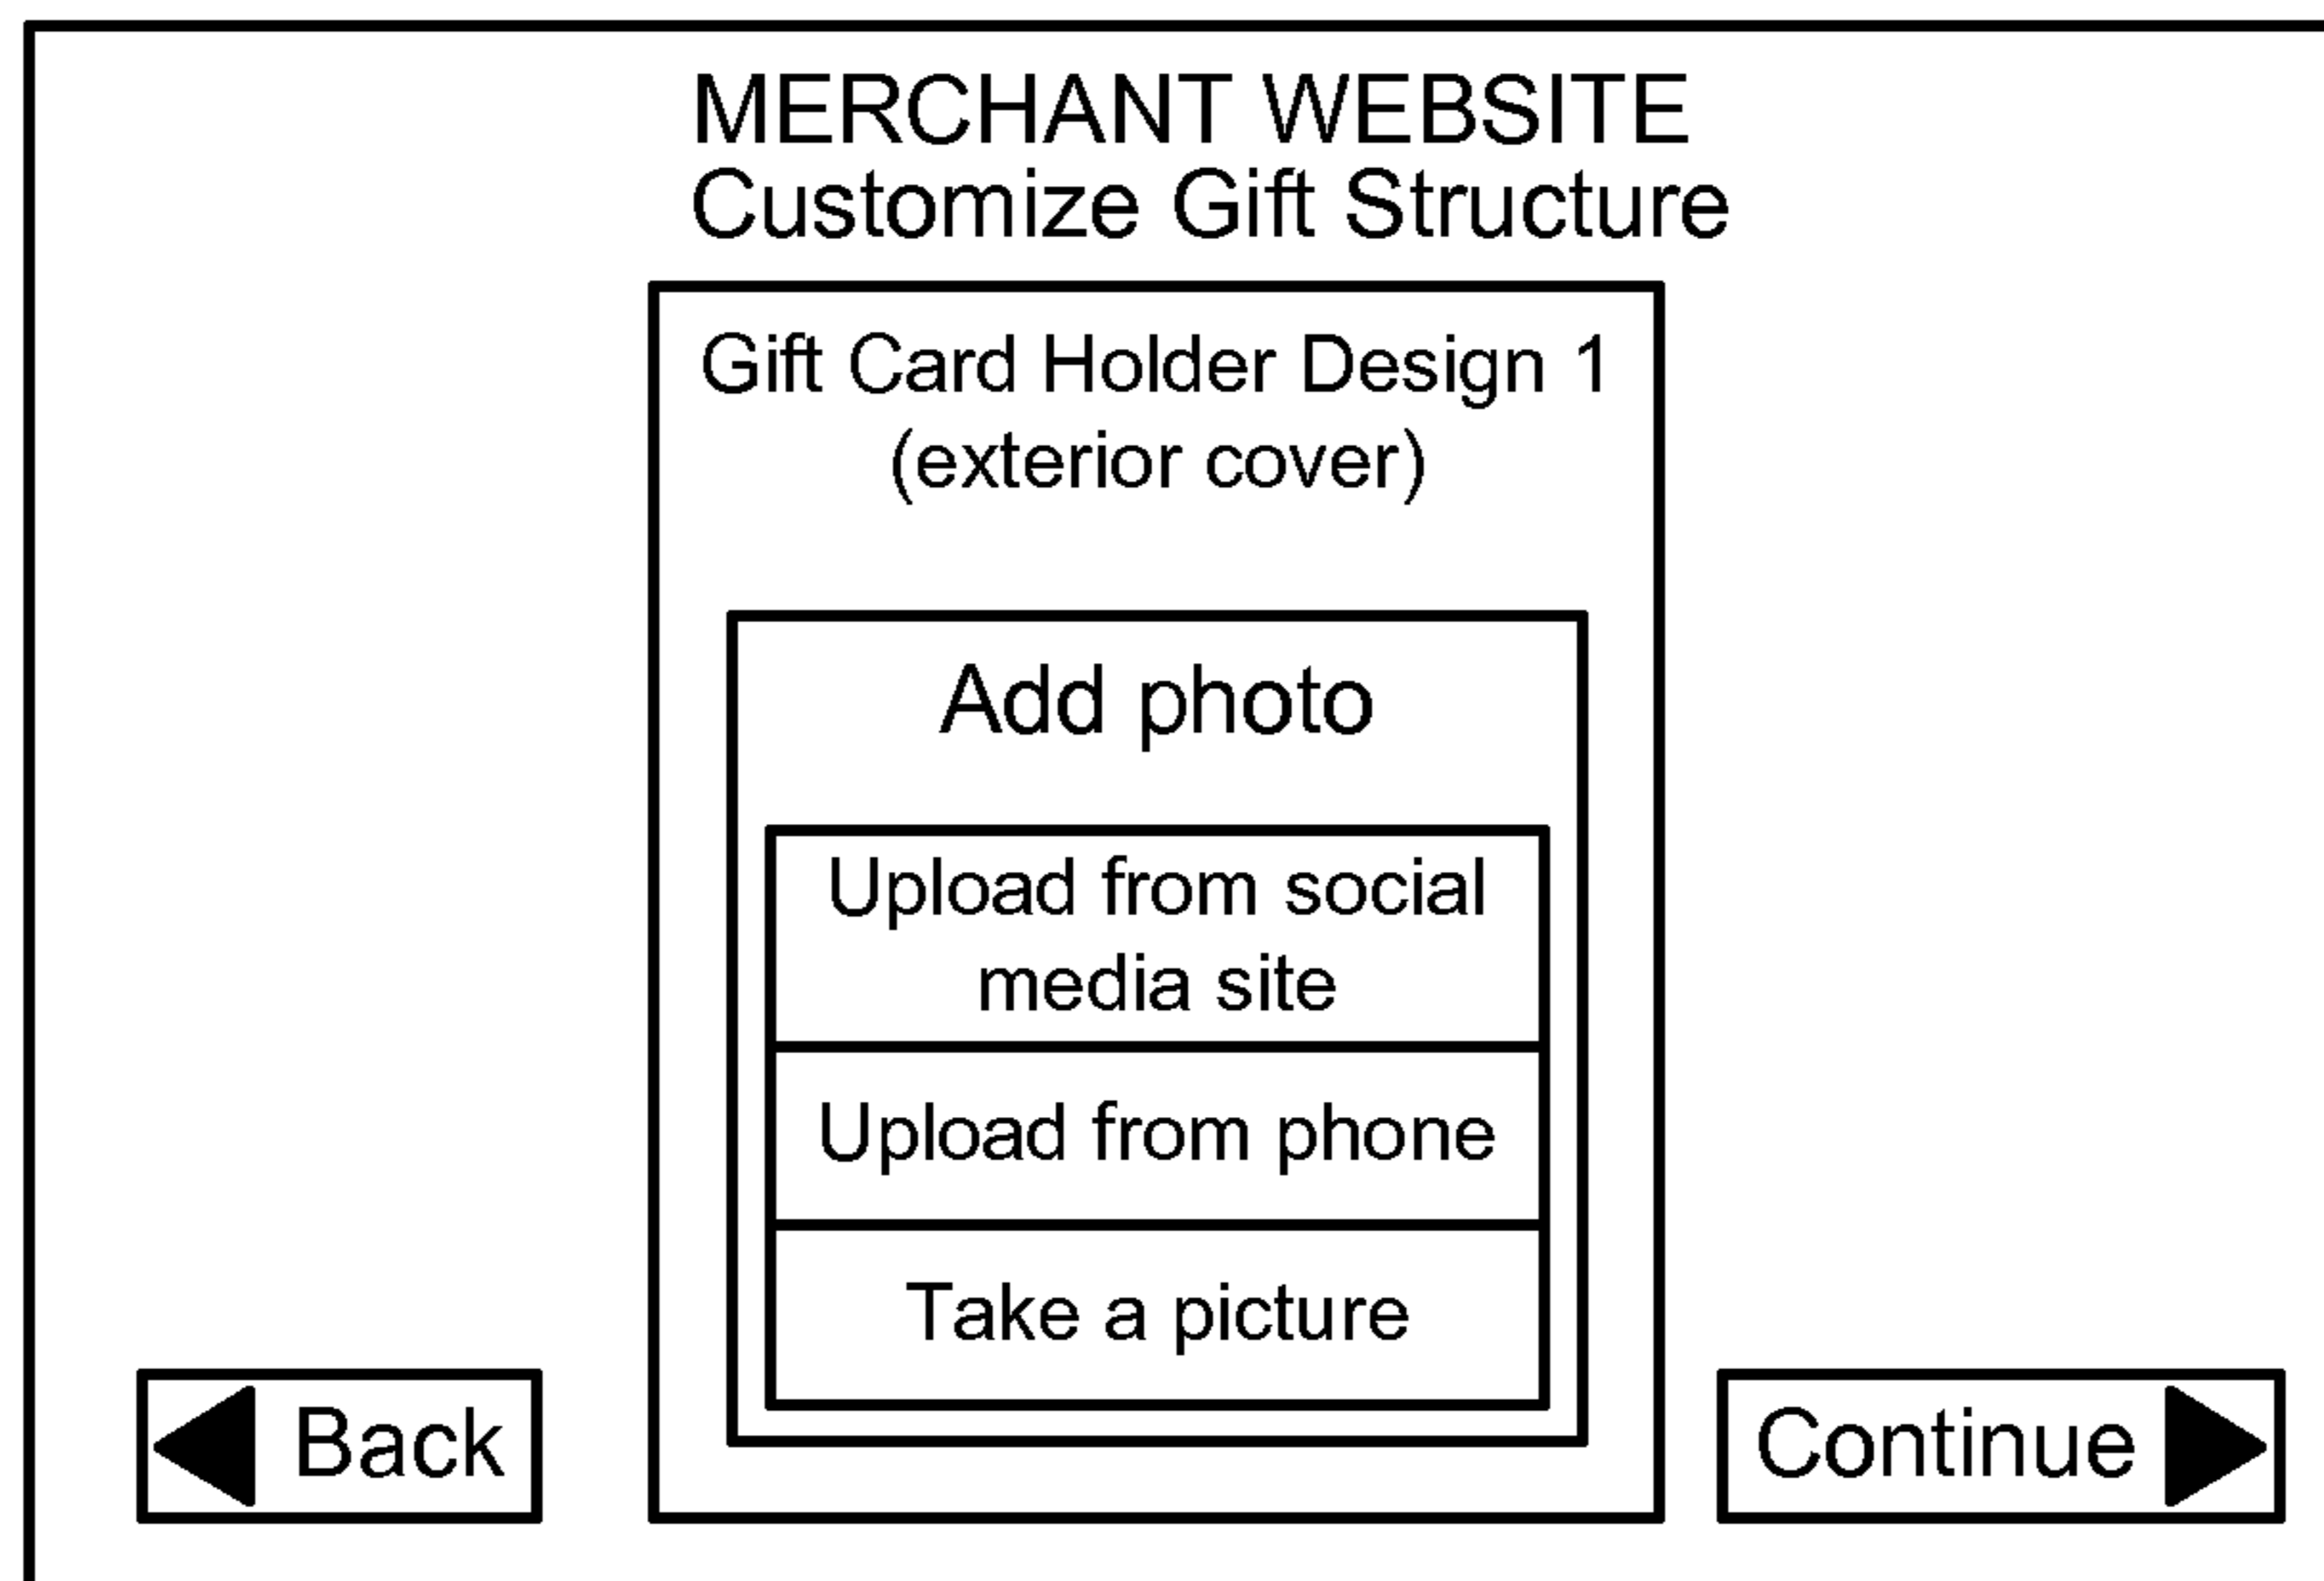 MERCHANT WEBSITE
Customize Gift Structure
Gift Card Holder Design 1
(exterior cover)
Add photo
Upload from social
media site
Upload from phone
Take a picture
Back
Continue